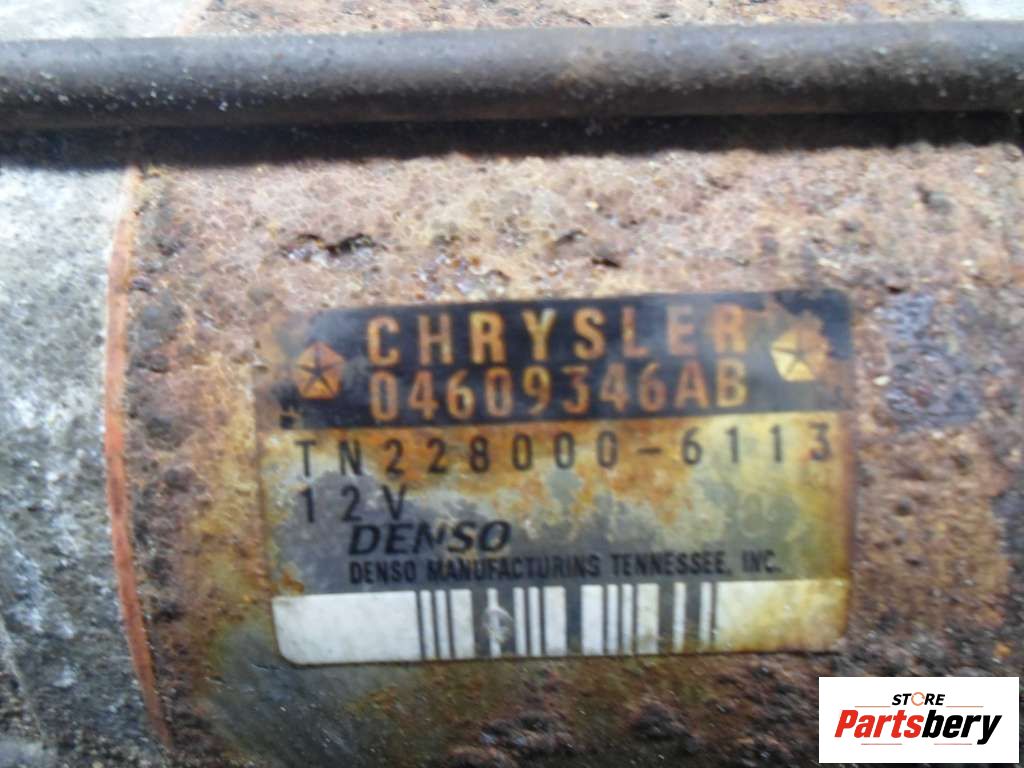 CHRYSLER
04609346AB
TN228000-6113
12V
DENSO
DENSO MANUFACTURING TENNESSEE, INC.
STORE
Partsbery